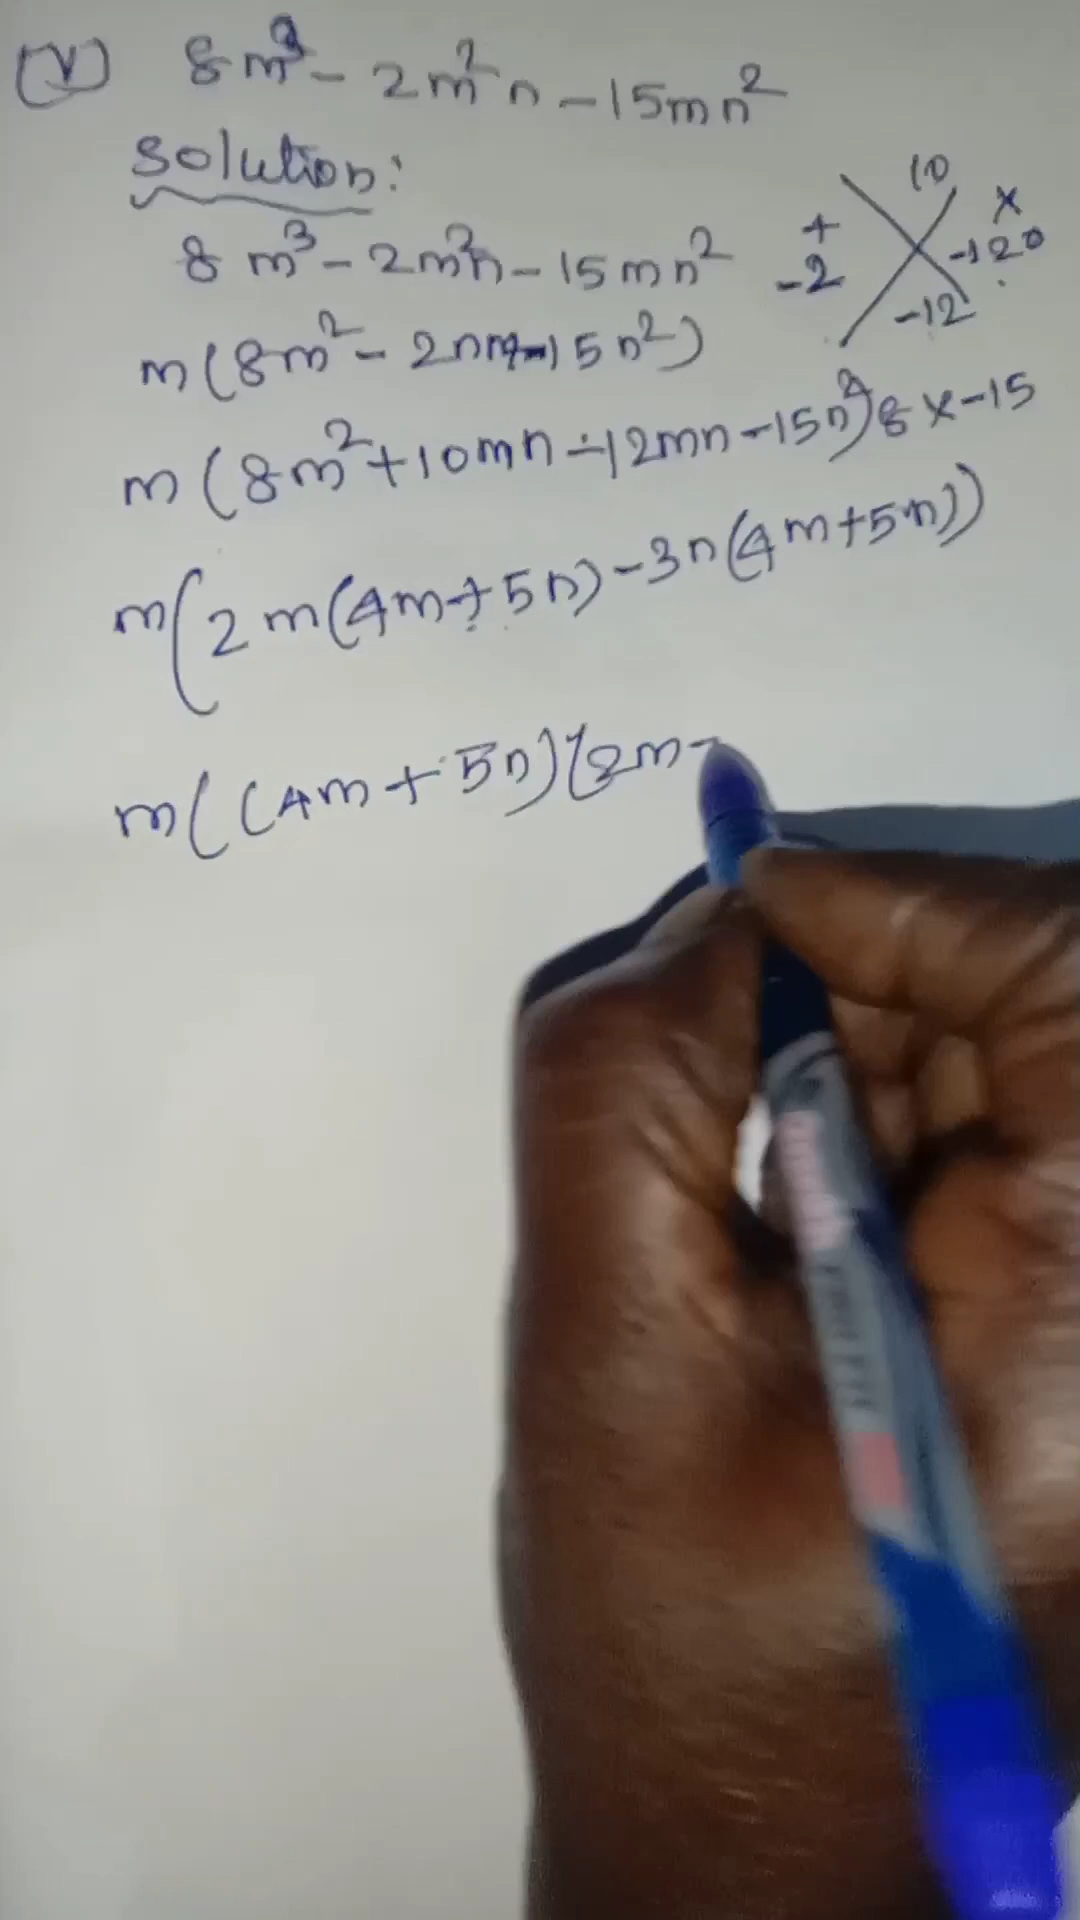 (V) 8m³ - 2m²n - 15mn²
Solution:
8m³ - 2m²n - 15mn²
m(8m² - 2nm - 15n²)
m(8m² + 10mn - 12mn - 15n²)
m(2m(4m + 5n) - 3n(4m + 5n))
m((4m + 5n)(2m -
10
+ ×
-2 -120
-12
8 × -15